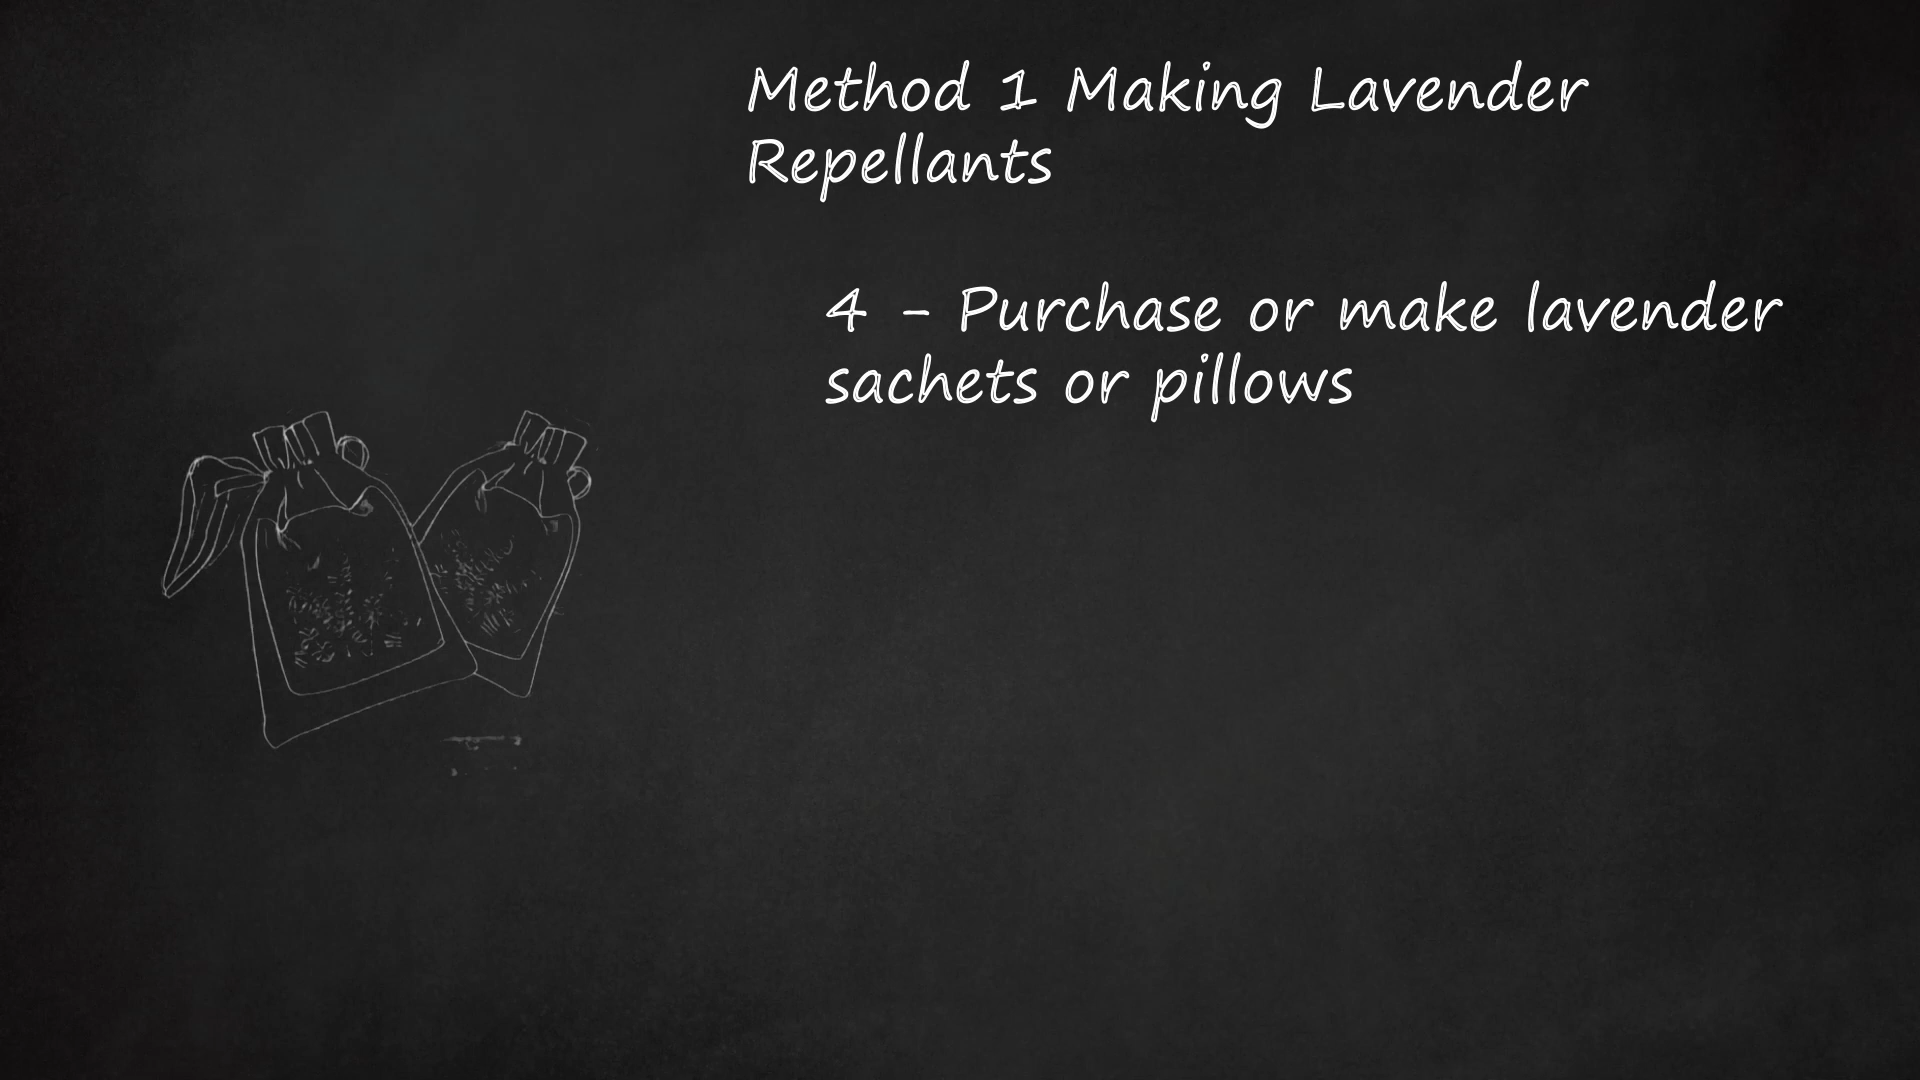 Method 1 Making Lavender
Repellants
4 - Purchase or make lavender
sachets or pillows